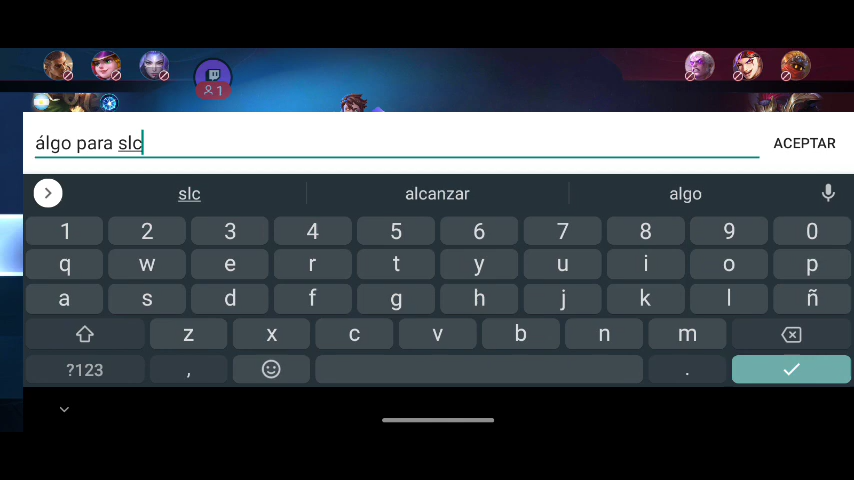 1
álgo para slc
ACEPTAR
slc
alcanzar
algo
1 2 3 4 5 6 7 8 9 0
q w e r t y u i o p
a s d f g h j k l ñ
z x c v b n m
?123 , .